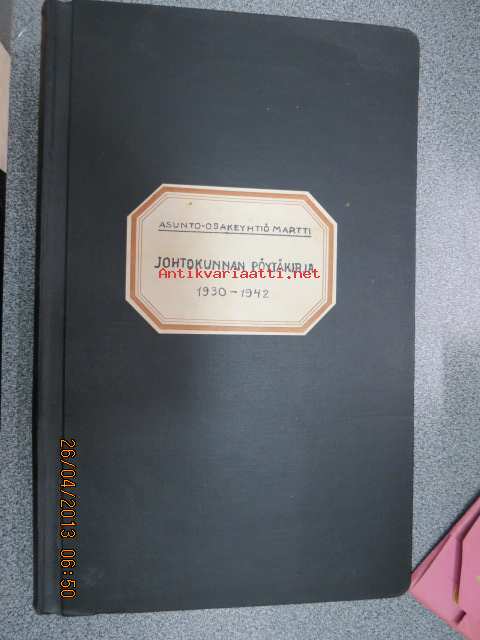 ASUNTO-OSAKEYHTIÖ MARTTI
JOHTOKUNNAN PÖYTÄKIRJA
Antikvariaatti.net
1930-1942
26/04/2013 06:50